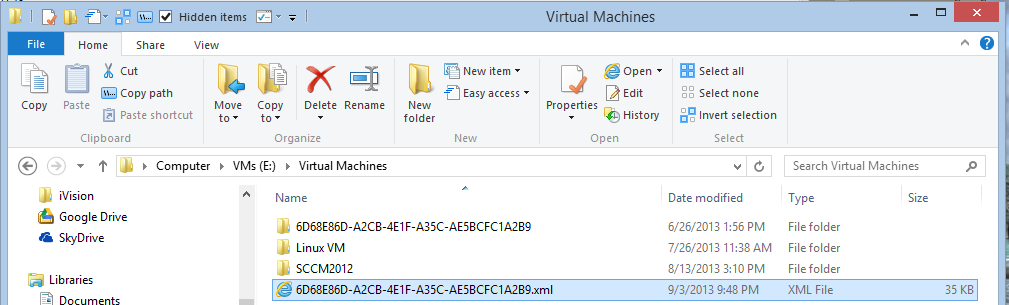 Hidden items
Virtual Machines
File Home Share View
Copy
Paste
Cut
Copy path
Paste shortcut
Clipboard
Move to
Copy to
Delete
Rename
Organize
New folder
New item
Easy access
New
Properties
Open
Edit
History
Open
Select all
Select none
Invert selection
Select
Computer VMs (E:) Virtual Machines
Search Virtual Machines
iVision
Google Drive
SkyDrive
Libraries
Documents
Name Date modified Type Size
6D68E86D-A2CB-4E1F-A35C-AE5BCFC1A2B9 6/26/2013 1:56 PM File folder
Linux VM 7/26/2013 11:38 AM File folder
SCCM2012 8/13/2013 3:10 PM File folder
6D68E86D-A2CB-4E1F-A35C-AE5BCFC1A2B9.xml 9/3/2013 9:48 PM XML File 35 KB